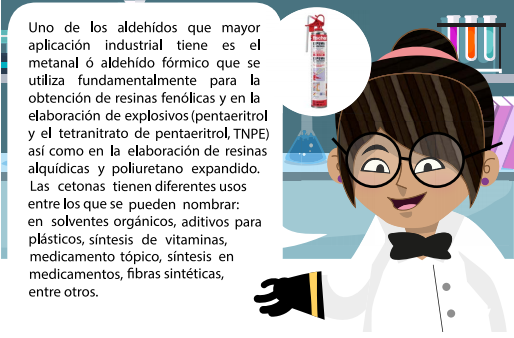 Uno de los aldehídos que mayor
aplicación industrial tiene es el
metanal ó aldehído fórmico que se
utiliza fundamentalmente para la
obtención de resinas fenólicas y en la
elaboración de explosivos (pentaeritrol
y el tetranitrato de pentaeritrol, TNPE)
así como en la elaboración de resinas
alquídicas y poliuretano expandido.
Las cetonas tienen diferentes usos
entre los que se pueden nombrar:
en solventes orgánicos, aditivos para
plásticos, síntesis de vitaminas,
medicamento tópico, síntesis en
medicamentos, fibras sintéticas,
entre otros.